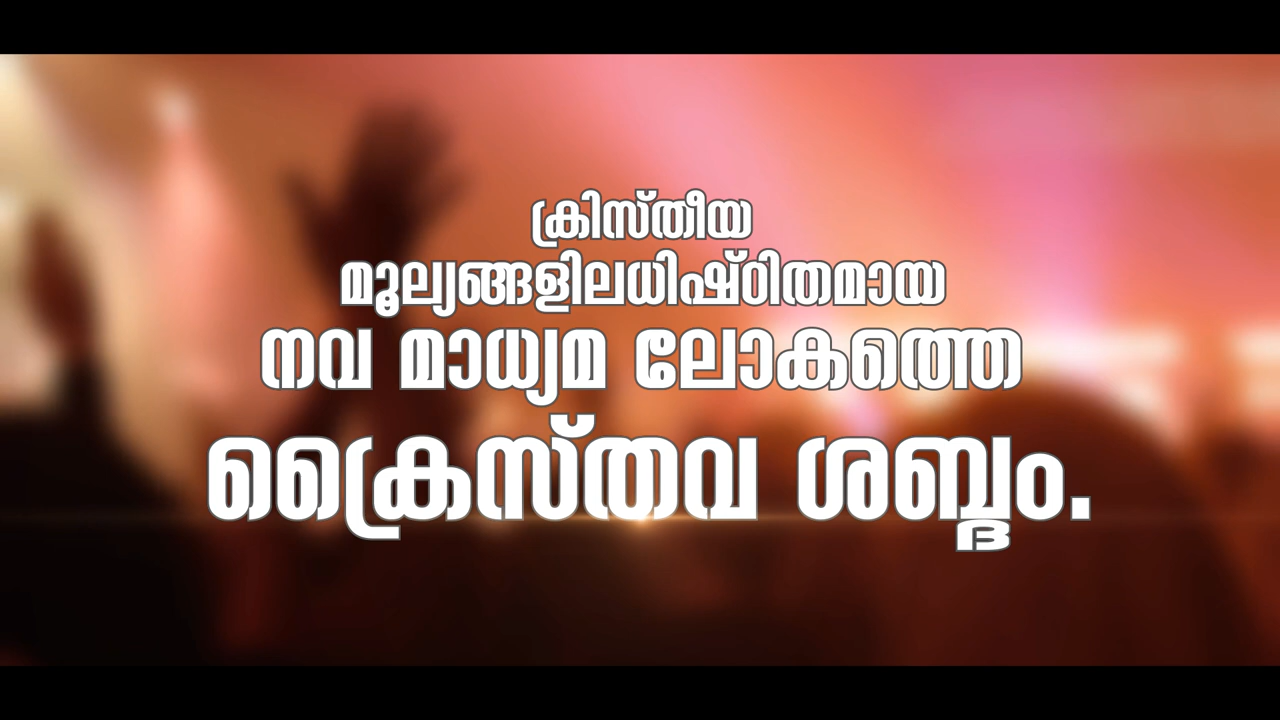 ക്രിസ്തീയ
മൂല്യങ്ങളിലധിഷ്ഠിതമായ
നവ മാധ്യമ ലോകത്തെ
ക്രൈസ്തവ ശബ്ദം.